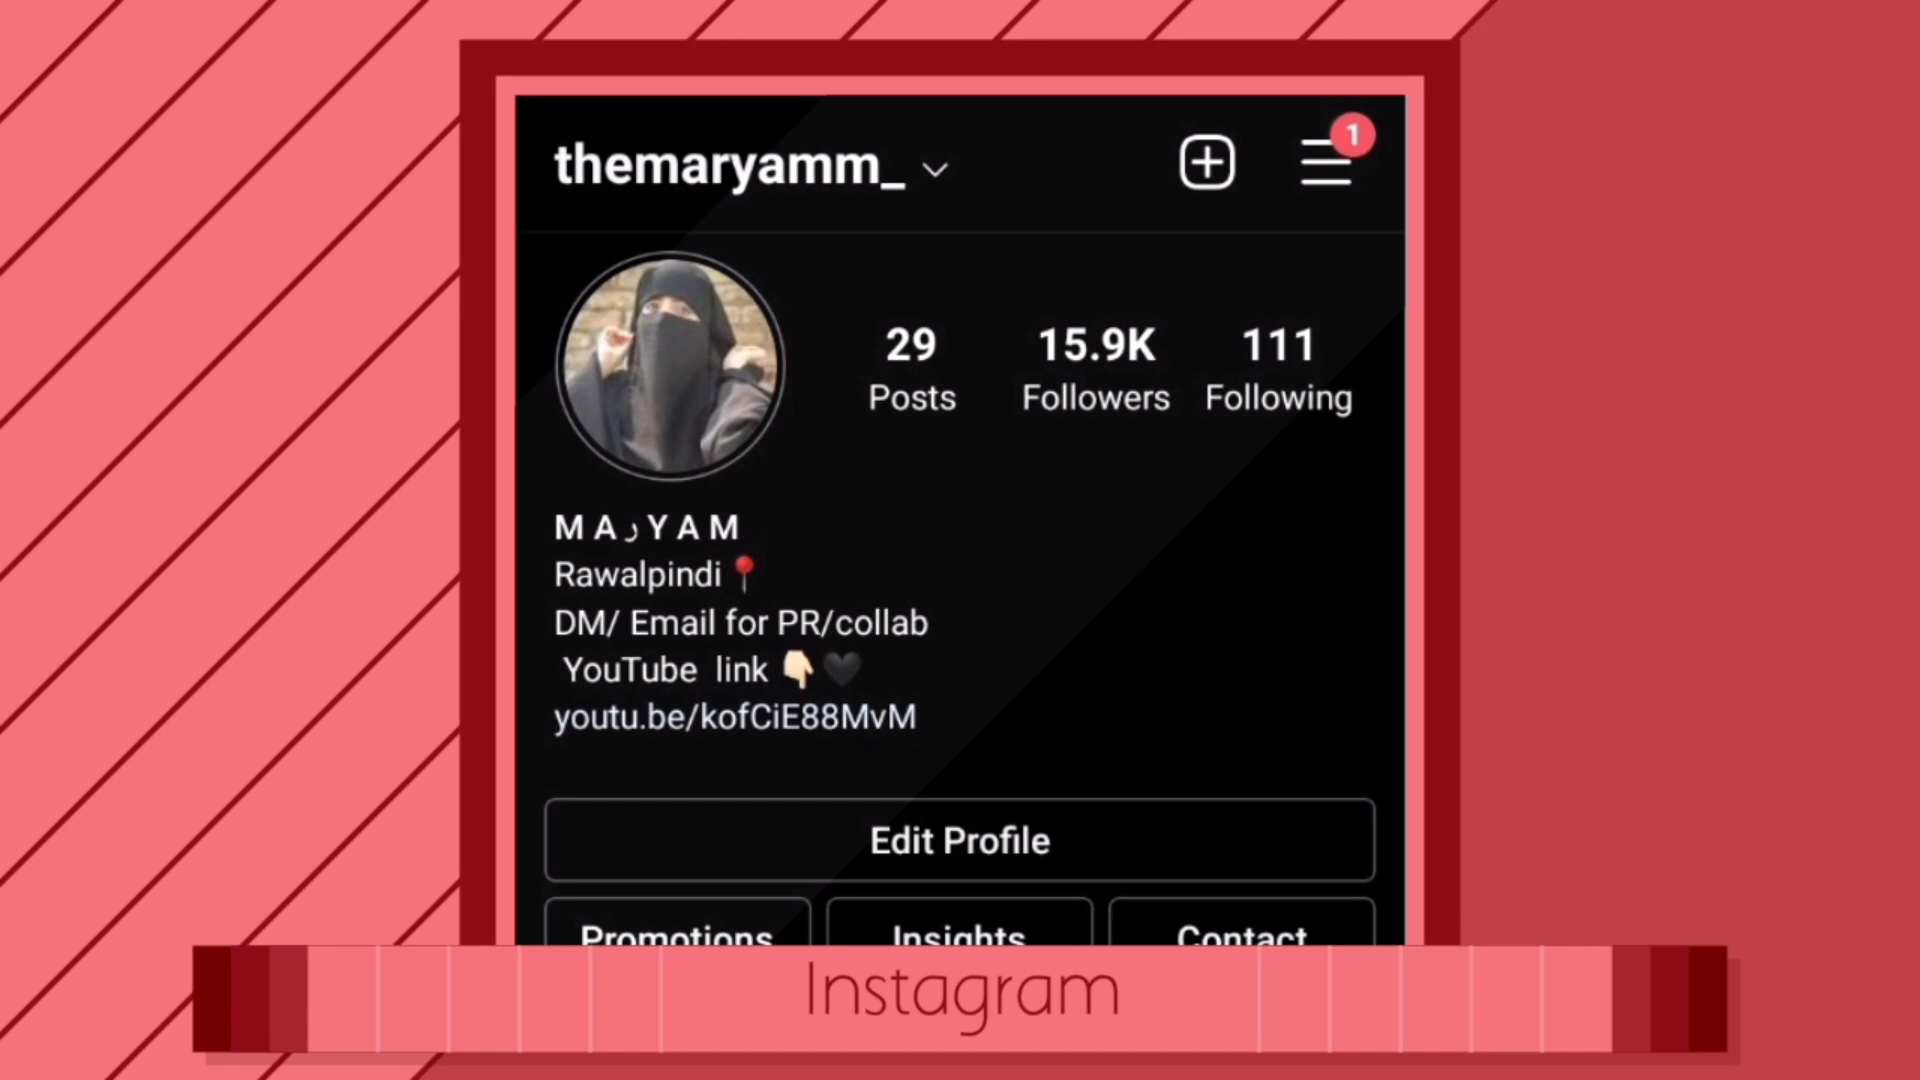 themaryamm_
1
29 15.9K 111
Posts Followers Following
M A ر Y A M
Rawalpindi📍
DM/ Email for PR/collab
YouTube link 👇🏻🖤
youtu.be/kofCiE88MvM
Edit Profile
Promotions Insights Contact
Instagram